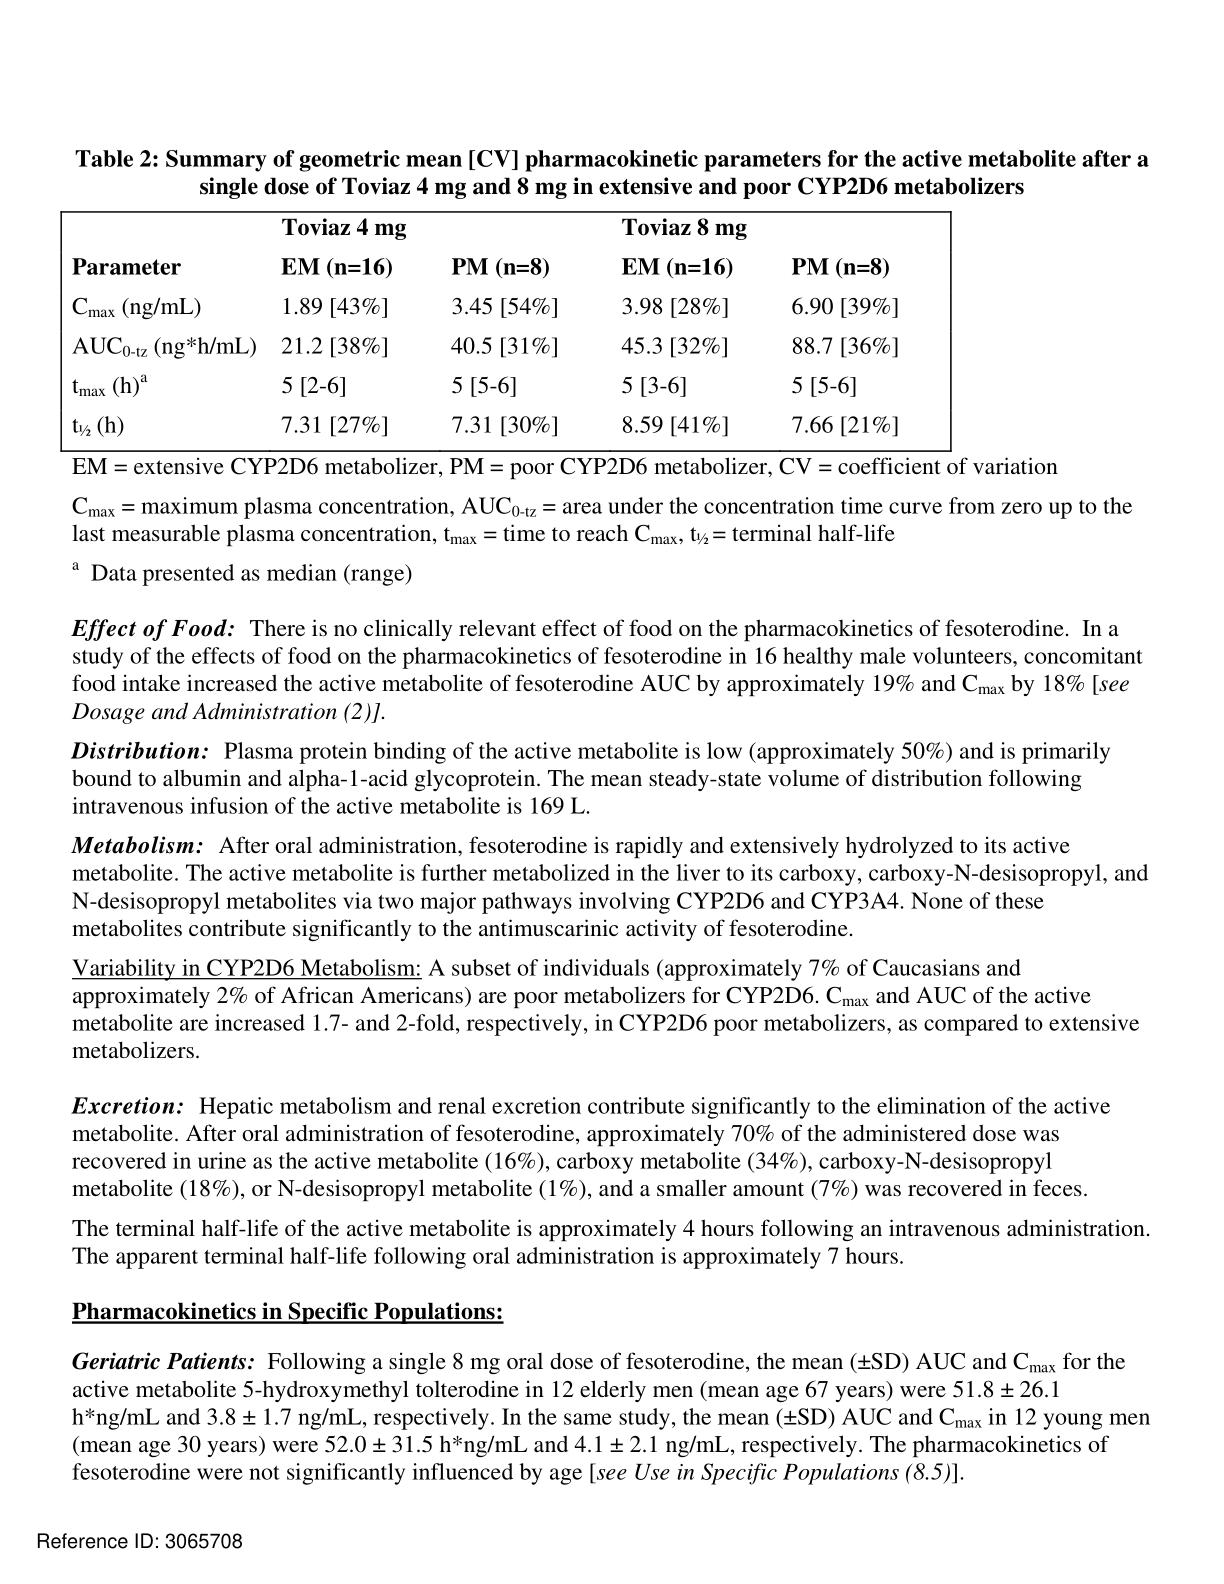 Table 2: Summary of geometric mean [CV] pharmacokinetic parameters for the active metabolite after a
single dose of Toviaz 4 mg and 8 mg in extensive and poor CYP2D6 metabolizers
Toviaz 4 mg Toviaz 8 mg
Parameter EM (n=16) PM (n=8) EM (n=16) PM (n=8)
Cmax (ng/mL) 1.89 [43%] 3.45 [54%] 3.98 [28%] 6.90 [39%]
AUC0-tz (ng*h/mL) 21.2 [38%] 40.5 [31%] 45.3 [32%] 88.7 [36%]
tmax (h)a 5 [2-6] 5 [5-6] 5 [3-6] 5 [5-6]
t½ (h) 7.31 [27%] 7.31 [30%] 8.59 [41%] 7.66 [21%]
EM = extensive CYP2D6 metabolizer, PM = poor CYP2D6 metabolizer, CV = coefficient of variation
Cmax = maximum plasma concentration, AUC0-tz = area under the concentration time curve from zero up to the
last measurable plasma concentration, tmax = time to reach Cmax, t½ = terminal half-life
a Data presented as median (range)
Effect of Food: There is no clinically relevant effect of food on the pharmacokinetics of fesoterodine. In a
study of the effects of food on the pharmacokinetics of fesoterodine in 16 healthy male volunteers, concomitant
food intake increased the active metabolite of fesoterodine AUC by approximately 19% and Cmax by 18% [see
Dosage and Administration (2)].
Distribution: Plasma protein binding of the active metabolite is low (approximately 50%) and is primarily
bound to albumin and alpha-1-acid glycoprotein. The mean steady-state volume of distribution following
intravenous infusion of the active metabolite is 169 L.
Metabolism: After oral administration, fesoterodine is rapidly and extensively hydrolyzed to its active
metabolite. The active metabolite is further metabolized in the liver to its carboxy, carboxy-N-desisopropyl, and
N-desisopropyl metabolites via two major pathways involving CYP2D6 and CYP3A4. None of these
metabolites contribute significantly to the antimuscarinic activity of fesoterodine.
Variability in CYP2D6 Metabolism: A subset of individuals (approximately 7% of Caucasians and
approximately 2% of African Americans) are poor metabolizers for CYP2D6. Cmax and AUC of the active
metabolite are increased 1.7- and 2-fold, respectively, in CYP2D6 poor metabolizers, as compared to extensive
metabolizers.
Excretion: Hepatic metabolism and renal excretion contribute significantly to the elimination of the active
metabolite. After oral administration of fesoterodine, approximately 70% of the administered dose was
recovered in urine as the active metabolite (16%), carboxy metabolite (34%), carboxy-N-desisopropyl
metabolite (18%), or N-desisopropyl metabolite (1%), and a smaller amount (7%) was recovered in feces.
The terminal half-life of the active metabolite is approximately 4 hours following an intravenous administration.
The apparent terminal half-life following oral administration is approximately 7 hours.
Pharmacokinetics in Specific Populations:
Geriatric Patients: Following a single 8 mg oral dose of fesoterodine, the mean (±SD) AUC and Cmax for the
active metabolite 5-hydroxymethyl tolterodine in 12 elderly men (mean age 67 years) were 51.8 ± 26.1
h*ng/mL and 3.8 ± 1.7 ng/mL, respectively. In the same study, the mean (±SD) AUC and Cmax in 12 young men
(mean age 30 years) were 52.0 ± 31.5 h*ng/mL and 4.1 ± 2.1 ng/mL, respectively. The pharmacokinetics of
fesoterodine were not significantly influenced by age [see Use in Specific Populations (8.5)].
Reference ID: 3065708